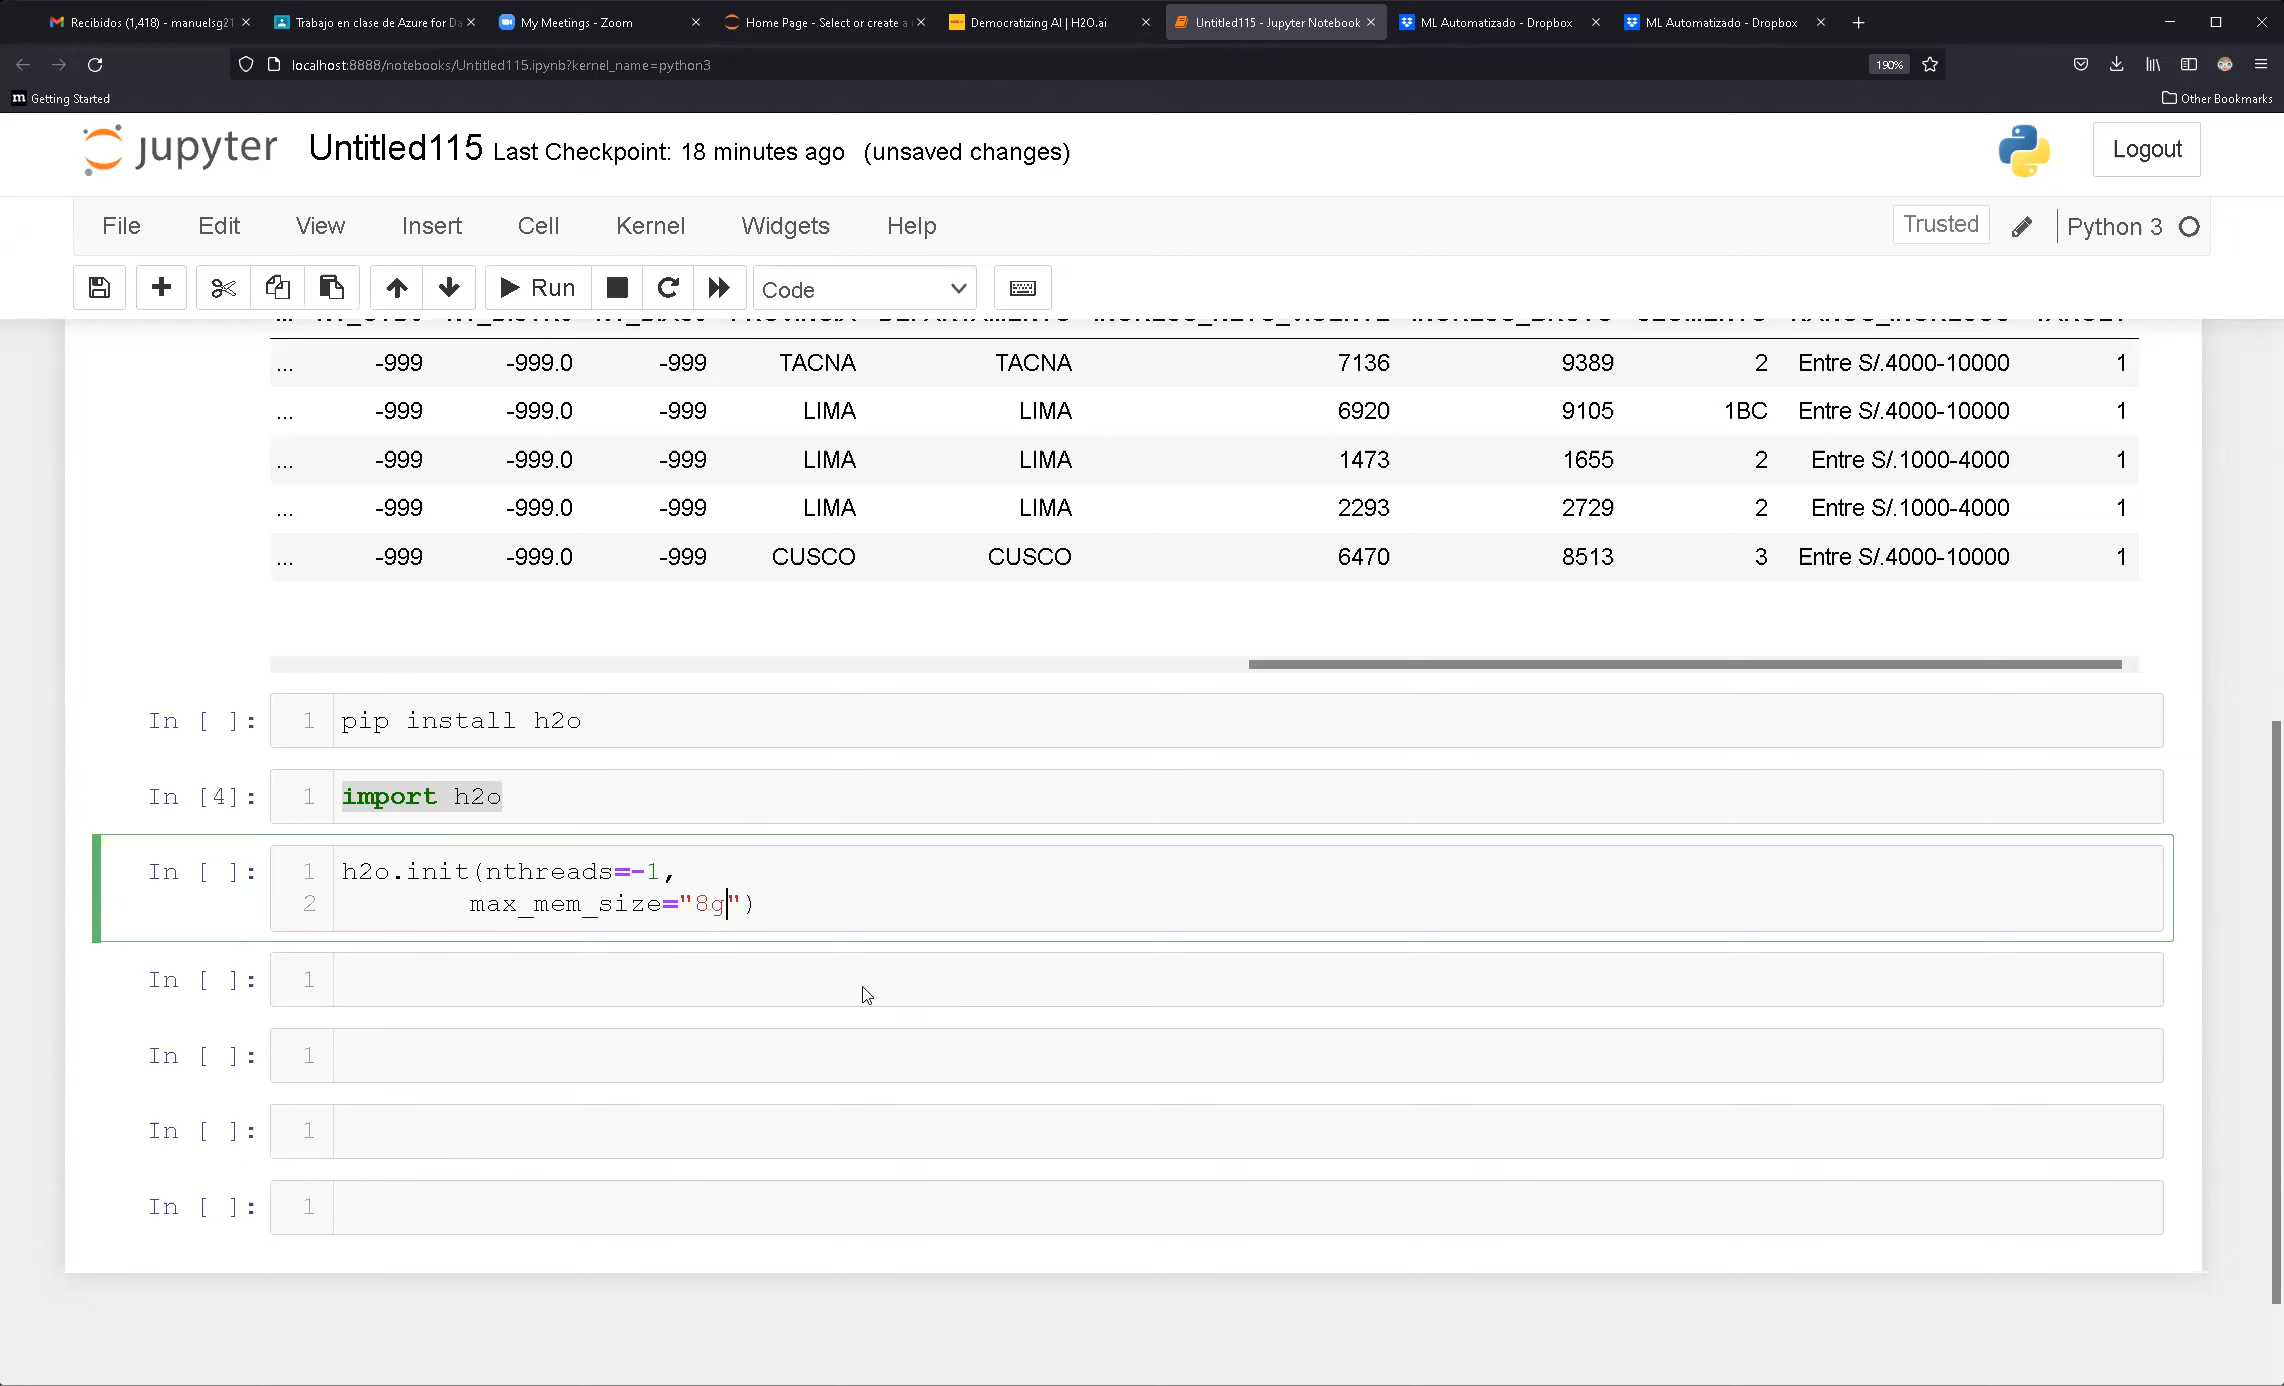 Recibidos (1,418) - manuelsg21
Trabajo en clase de Azure for Da
My Meetings - Zoom
Home Page - Select or create a
Democratizing AI | H2O.ai
Untitled115 - Jupyter Notebook
ML Automatizado - Dropbox
ML Automatizado - Dropbox
localhost:8888/notebooks/Untitled115.ipynb?kernel_name=python3
190%
Getting Started
Other Bookmarks
jupyter Untitled115 Last Checkpoint: 18 minutes ago (unsaved changes)
Logout
File Edit View Insert Cell Kernel Widgets Help
Trusted Python 3
Run Code
... -999 -999.0 -999 TACNA TACNA 7136 9389 2 Entre S/.4000-10000 1
... -999 -999.0 -999 LIMA LIMA 6920 9105 1BC Entre S/.4000-10000 1
... -999 -999.0 -999 LIMA LIMA 1473 1655 2 Entre S/.1000-4000 1
... -999 -999.0 -999 LIMA LIMA 2293 2729 2 Entre S/.1000-4000 1
... -999 -999.0 -999 CUSCO CUSCO 6470 8513 3 Entre S/.4000-10000 1
In [ ]: 1 pip install h2o
In [4]: 1 import h2o
In [ ]: 1 h2o.init(nthreads=-1,
2 max_mem_size="8g")
In [ ]: 1
In [ ]: 1
In [ ]: 1
In [ ]: 1